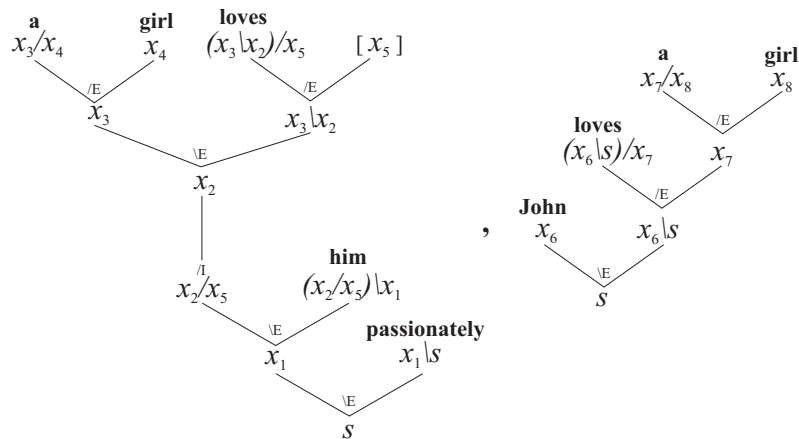 a girl loves
x₃/x₄ x₄ (x₃\x₂)/x₅ [ x₅ ]
/E /E
x₃ x₃\x₂
\E
x₂
/I him
x₂/x₅ (x₂/x₅)\x₁
\E passionately
x₁ x₁\s
\E
s
,
a girl
x₇/x₈ x₈
/E
loves
(x₆\s)/x₇ x₇
/E
John
x₆ x₆\s
\E
s